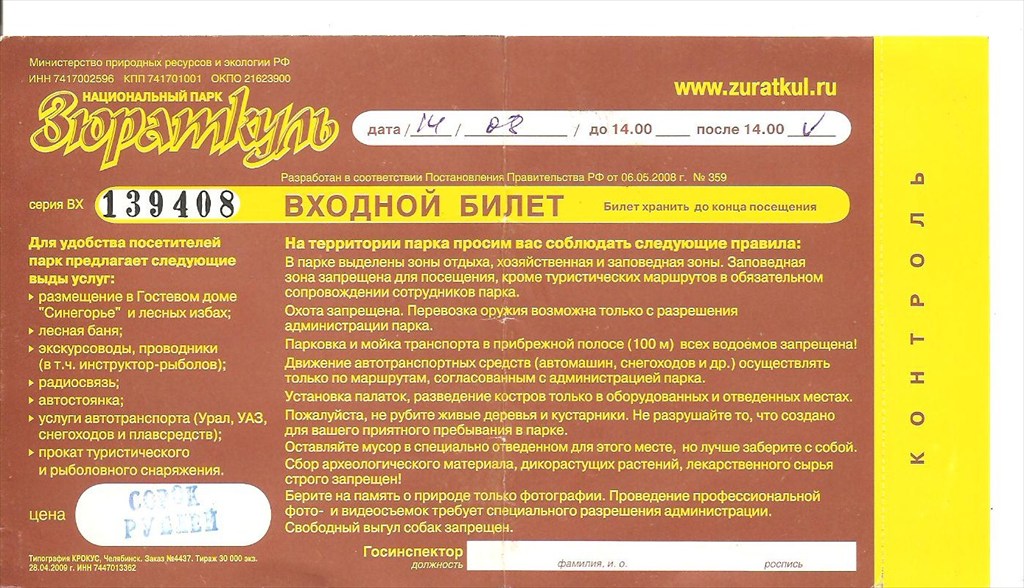 Министерство природных ресурсов и экологии РФ
ИНН 7417002596 КПП 741701001 ОКПО 21623900
НАЦИОНАЛЬНЫЙ ПАРК
Зюраткуль
www.zuratkul.ru
дата / 14 / 08 / до 14.00 ____ после 14.00 V
Разработан в соответствии Постановления Правительства РФ от 06.05.2008 г. № 359
серия ВХ 139408 ВХОДНОЙ БИЛЕТ Билет хранить до конца посещения
Для удобства посетителей
парк предлагает следующие
выды услуг:
размещение в Гостевом доме
"Синегорье" и лесных избах;
лесная баня;
экскурсоводы, проводники
(в т.ч. инструктор-рыболов);
радиосвязь;
автостоянка;
услуги автотранспорта (Урал, УАЗ,
снегоходов и плавсредств);
прокат туристического
и рыболовного снаряжения.
цена СОРОК
РУБЛЕЙ
Типография КРОКУС, Челябинск. Заказ №4437. Тираж 30 000 экз.
28.04.2009 г. ИНН 7447013362
На территории парка просим вас соблюдать следующие правила:
В парке выделены зоны отдыха, хозяйственная и заповедная зоны. Заповедная
зона запрещена для посещения, кроме туристических маршрутов в обязательном
сопровождении сотрудников парка.
Охота запрещена. Перевозка оружия возможна только с разрешения
администрации парка.
Парковка и мойка транспорта в прибрежной полосе (100 м) всех водоемов запрещена!
Движение автотранспортных средств (автомашин, снегоходов и др.) осуществлять
только по маршрутам, согласованным с администрацией парка.
Установка палаток, разведение костров только в оборудованных и отведенных местах.
Пожалуйста, не рубите живые деревья и кустарники. Не разрушайте то, что создано
для вашего приятного пребывания в парке.
Оставляйте мусор в специально отведенном для этого месте, но лучше заберите с собой.
Сбор археологического материала, дикорастущих растений, лекарственного сырья
строго запрещен!
Берите на память о природе только фотографии. Проведение профессиональной
фото- и видеосъемок требует специального разрешения администрации.
Свободный выгул собак запрещен.
Госинспектор
должность фамилия, и. о. роспись
КОНТРОЛЬ